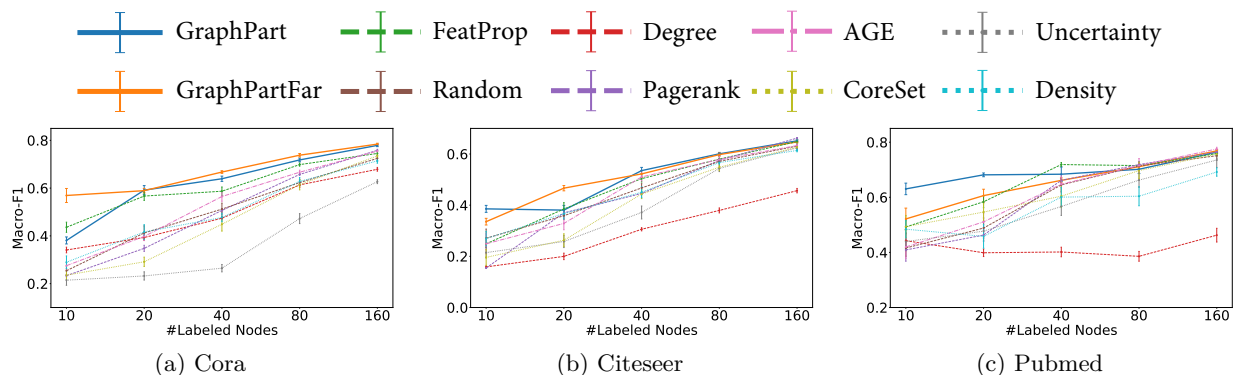 GraphPart FeatProp Degree AGE Uncertainty
GraphPartFar Random Pagerank CoreSet Density
Macro-F1
0.8
0.6
0.4
0.2
10 20 40 80 160
#Labeled Nodes
(a) Cora
Macro-F1
0.6
0.4
0.2
0.0
10 20 40 80 160
#Labeled Nodes
(b) Citeseer
Macro-F1
0.8
0.6
0.4
0.2
10 20 40 80 160
#Labeled Nodes
(c) Pubmed